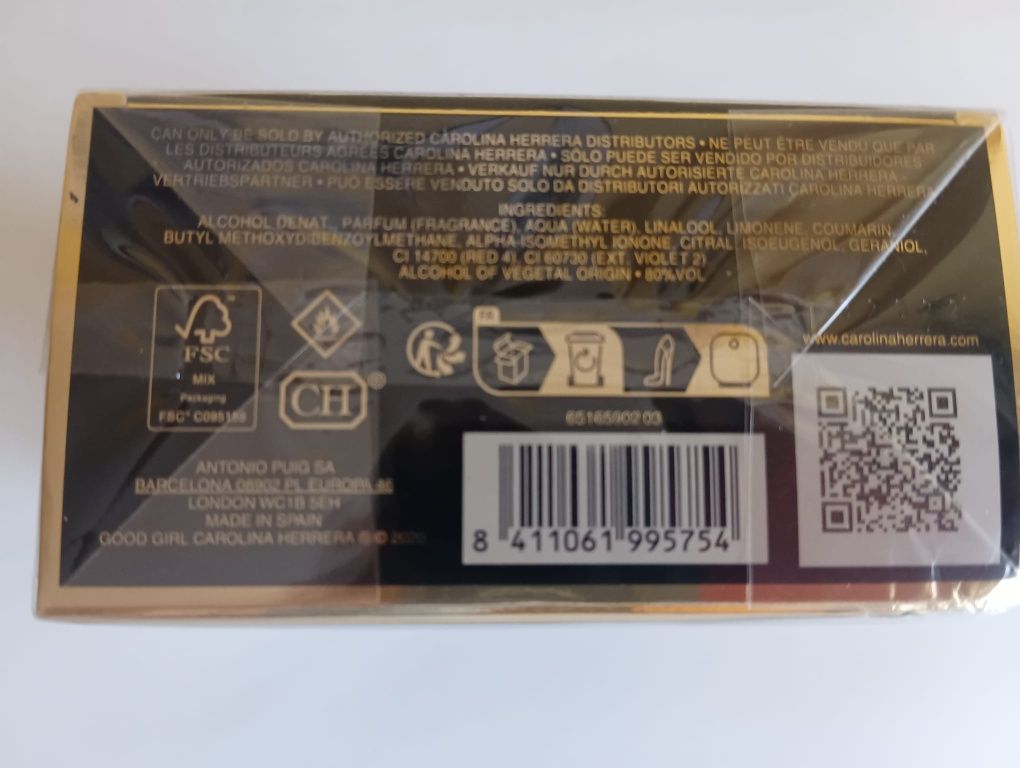 CAN ONLY BE SOLD BY AUTHORIZED CAROLINA HERRERA DISTRIBUTORS • NE PEUT ÊTRE VENDU QUE PAR
LES DISTRIBUTEURS AGRÉÉS CAROLINA HERRERA • SÓLO PUEDE SER VENDIDO POR DISTRIBUIDORES
AUTORIZADOS CAROLINA HERRERA • VERKAUF NUR DURCH AUTORISIERTE CAROLINA HERRERA -
VERTRIEBSPARTNER • PUÒ ESSERE VENDUTO SOLO DA DISTRIBUTORI AUTORIZZATI CAROLINA HERRERA
INGREDIENTS:
ALCOHOL DENAT., PARFUM (FRAGRANCE), AQUA (WATER), LINALOOL, LIMONENE, COUMARIN,
BUTYL METHOXYDIBENZOYLMETHANE, ALPHA-ISOMETHYL IONONE, CITRAL, ISOEUGENOL, GERANIOL,
CI 14700 (RED 4), CI 60730 (EXT. VIOLET 2)
ALCOHOL OF VEGETAL ORIGIN • 80%VOL
FSC
MIX
Packaging
FSC® C095189
CH®
FR
www.carolinaherrera.com
6516590203
ANTONIO PUIG SA
BARCELONA 08902 PL EUROPA 46
LONDON WC1B 5EH
MADE IN SPAIN
GOOD GIRL CAROLINA HERRERA ® ©
8 411061 995754